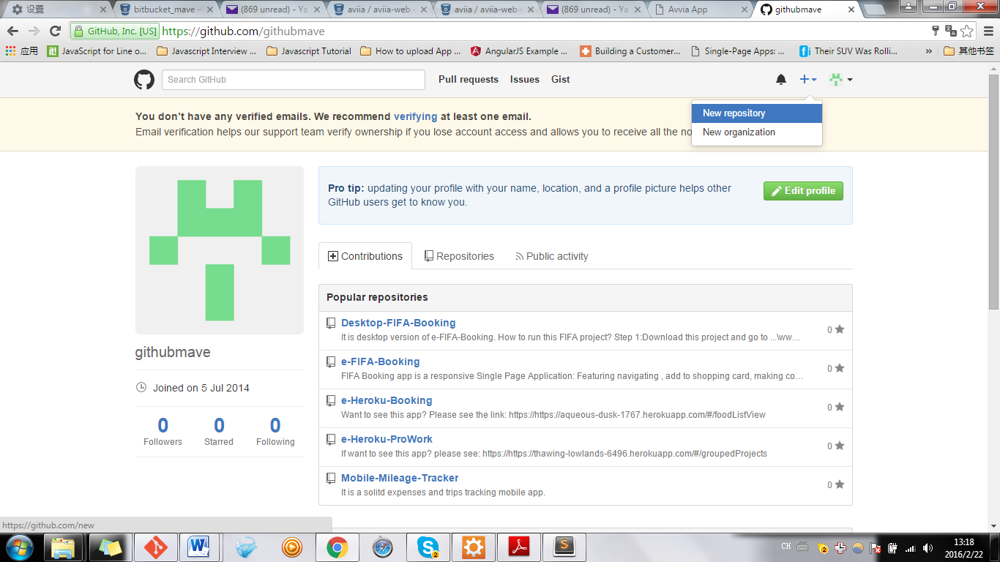 设置
bitbucket_mave -
(869 unread) - Ya
aviia / aviia-web -
aviia / aviia-web -
(869 unread) - Ya
Avvia App
githubmave
GitHub, Inc. [US] https://github.com/githubmave
应用
it!
JavaScript for Line o...
Javascript Interview ...
Javascript Tutorial
How to upload App ...
AngularJS Example ...
Building a Customer...
Single-Page Apps: ...
Their SUV Was Rolli...
»
其他书签
Search GitHub
Pull requests
Issues
Gist
New repository
New organization
You don't have any verified emails. We recommend verifying at least one email.
Email verification helps our support team verify ownership if you lose account access and allows you to receive all the no
Pro tip: updating your profile with your name, location, and a profile picture helps other
GitHub users get to know you.
Edit profile
githubmave
Joined on 5 Jul 2014
0
Followers
0
Starred
0
Following
Contributions
Repositories
Public activity
Popular repositories
Desktop-FIFA-Booking
It is desktop version of e-FIFA-Booking. How to run this FIFA project? Step 1:Download this project and go to ...\ww...
0
e-FIFA-Booking
FIFA Booking app is a responsive Single Page Application: Featuring navigating , add to shopping card, making co...
0
e-Heroku-Booking
Want to see this app? Please see the link: https://https://aqueous-dusk-1767.herokuapp.com/#/foodListView
0
e-Heroku-ProWork
If want to see this app? please see: https://https://thawing-lowlands-6496.herokuapp.com/#/groupedProjects
0
Mobile-Mileage-Tracker
It is a solitd expenses and trips tracking mobile app.
0
https://github.com/new
CH
13:18
2016/2/22